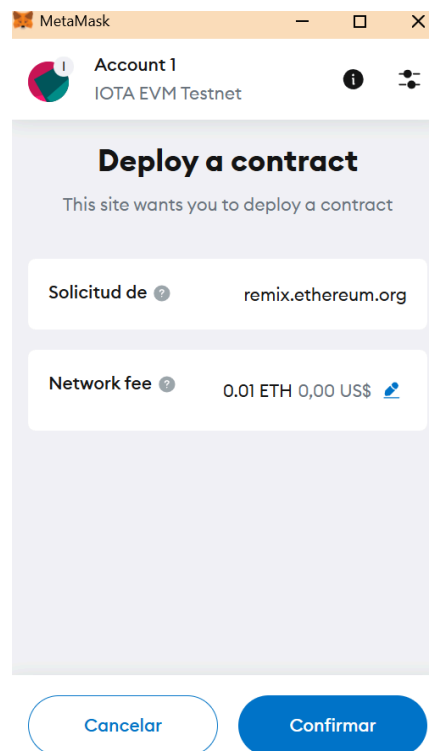 MetaMask
I
Account 1
IOTA EVM Testnet
Deploy a contract
This site wants you to deploy a contract
Solicitud de ? remix.ethereum.org
Network fee ? 0.01 ETH 0,00 US$
Cancelar Confirmar